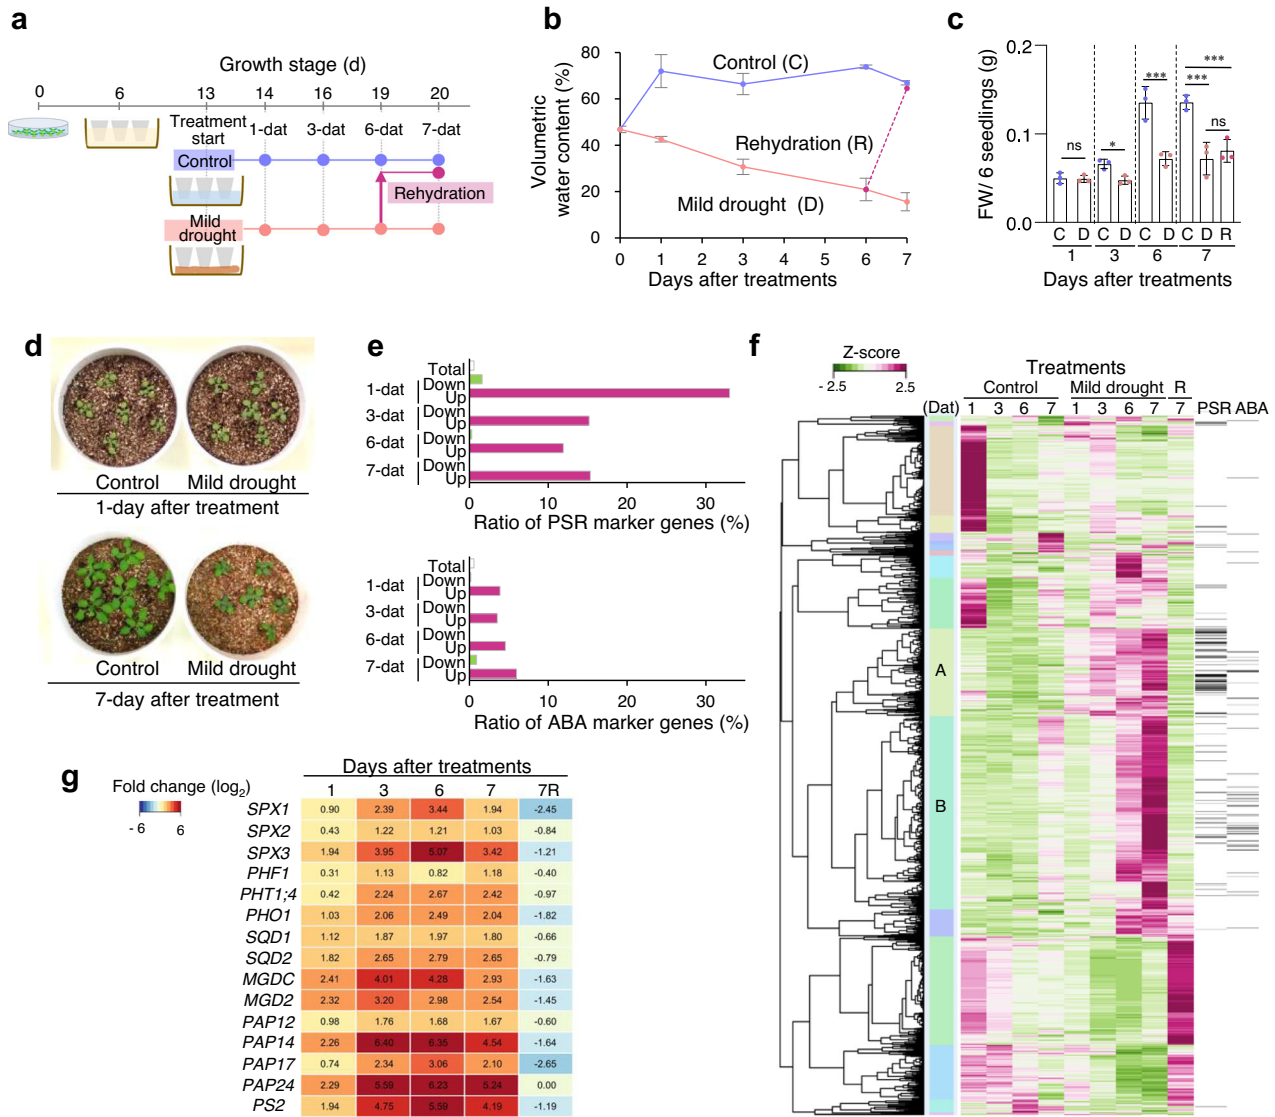 a
Growth stage (d)
0 6 13 14 16 19 20
Treatment start
1-dat 3-dat 6-dat 7-dat
Control
Rehydration
Mild drought
b
Volumetric water content (%)
80
60
40
20
0
Control (C)
Rehydration (R)
Mild drought (D)
0 1 2 3 4 5 6 7
Days after treatments
c
FW/ 6 seedlings (g)
0.2
0.1
0.0
ns * *** *** *** ns
C D C D C D C D R
1 3 6 7
Days after treatments
d
Control Mild drought
1-day after treatment
Control Mild drought
7-day after treatment
e
Total
1-dat Down
Up
3-dat Down
Up
6-dat Down
Up
7-dat Down
Up
0 10 20 30
Ratio of PSR marker genes (%)
Total
1-dat Down
Up
3-dat Down
Up
6-dat Down
Up
7-dat Down
Up
0 10 20 30
Ratio of ABA marker genes (%)
f
Z-score
- 2.5 2.5
Treatments
Control Mild drought R
(Dat) 1 3 6 7 1 3 6 7 7 PSR ABA
A
B
g
Fold change (log2)
- 6 6
Days after treatments
1 3 6 7 7R
SPX1 0.90 2.39 3.44 1.94 -2.45
SPX2 0.43 1.22 1.21 1.03 -0.84
SPX3 1.94 3.95 5.07 3.42 -1.21
PHF1 0.31 1.13 0.82 1.18 -0.40
PHT1;4 0.42 2.24 2.67 2.42 -0.97
PHO1 1.03 2.06 2.49 2.04 -1.82
SQD1 1.12 1.87 1.97 1.80 -0.66
SQD2 1.82 2.65 2.79 2.65 -0.79
MGDC 2.41 4.01 4.28 2.93 -1.63
MGD2 2.32 3.20 2.98 2.54 -1.45
PAP12 0.98 1.76 1.68 1.67 -0.60
PAP14 2.26 6.40 6.35 4.54 -1.64
PAP17 0.74 2.34 3.06 2.10 -2.65
PAP24 2.29 5.59 6.23 5.24 0.00
PS2 1.94 4.75 5.59 4.19 -1.19